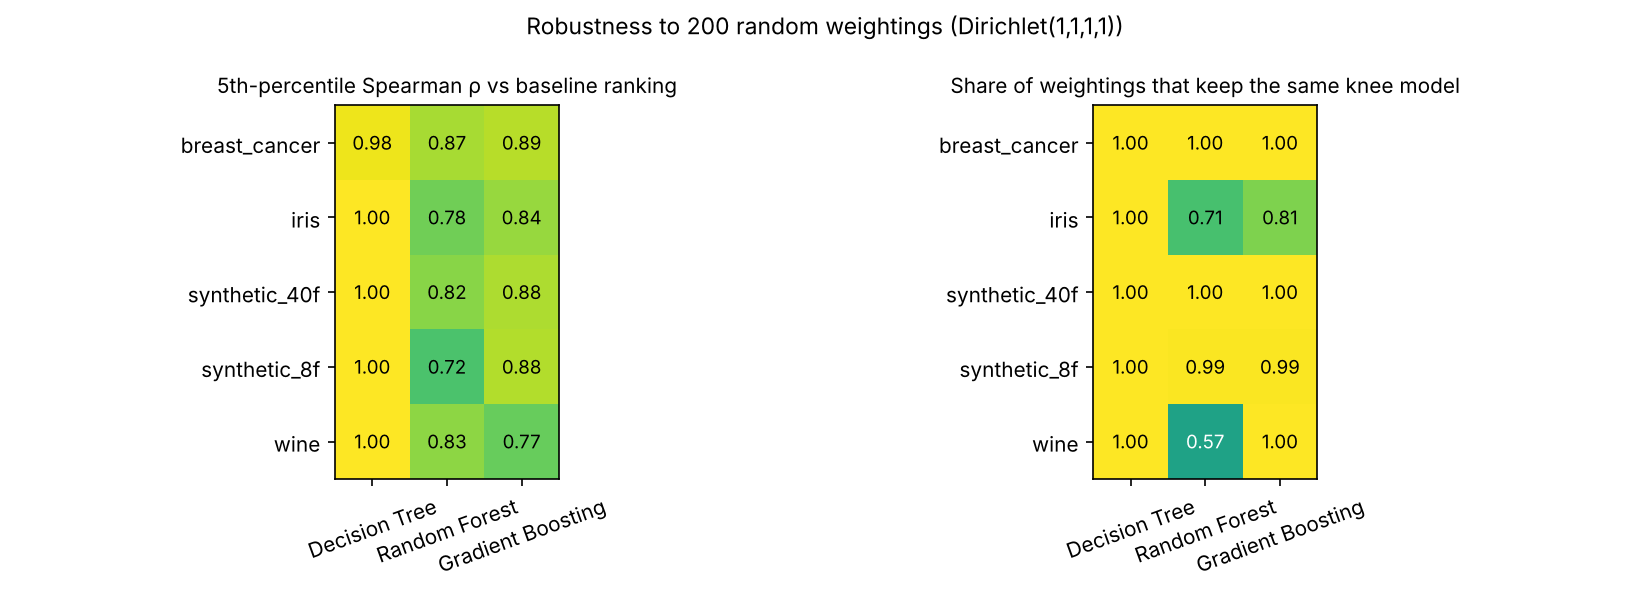 Robustness to 200 random weightings (Dirichlet(1,1,1,1))
5th-percentile Spearman ρ vs baseline ranking
breast_cancer 0.98 0.87 0.89
iris 1.00 0.78 0.84
synthetic_40f 1.00 0.82 0.88
synthetic_8f 1.00 0.72 0.88
wine 1.00 0.83 0.77
Decision Tree
Random Forest
Gradient Boosting
Share of weightings that keep the same knee model
breast_cancer 1.00 1.00 1.00
iris 1.00 0.71 0.81
synthetic_40f 1.00 1.00 1.00
synthetic_8f 1.00 0.99 0.99
wine 1.00 0.57 1.00
Decision Tree
Random Forest
Gradient Boosting